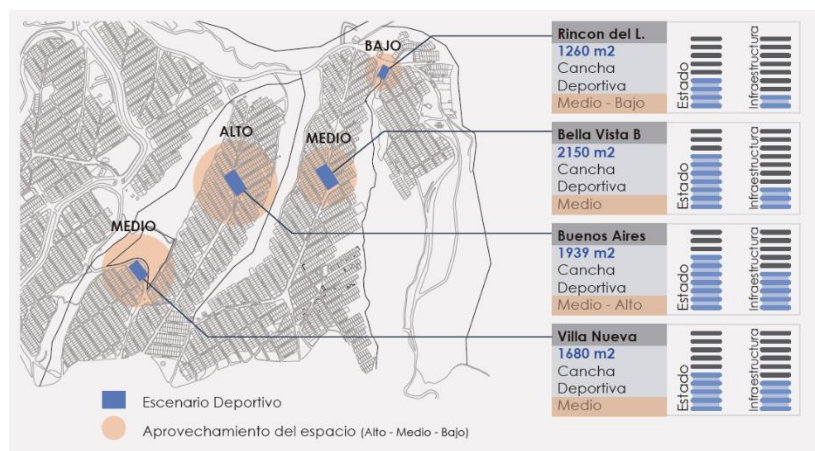 BAJO
ALTO
MEDIO
MEDIO
Rincon del L.
1260 m2
Cancha
Deportiva
Medio - Bajo
Estado
Infraestructura
Bella Vista B
2150 m2
Cancha
Deportiva
Medio
Estado
Infraestructura
Buenos Aires
1939 m2
Cancha
Deportiva
Medio - Alto
Estado
Infraestructura
Villa Nueva
1680 m2
Cancha
Deportiva
Medio
Estado
Infraestructura
Escenario Deportivo
Aprovechamiento del espacio (Alto - Medio - Bajo)